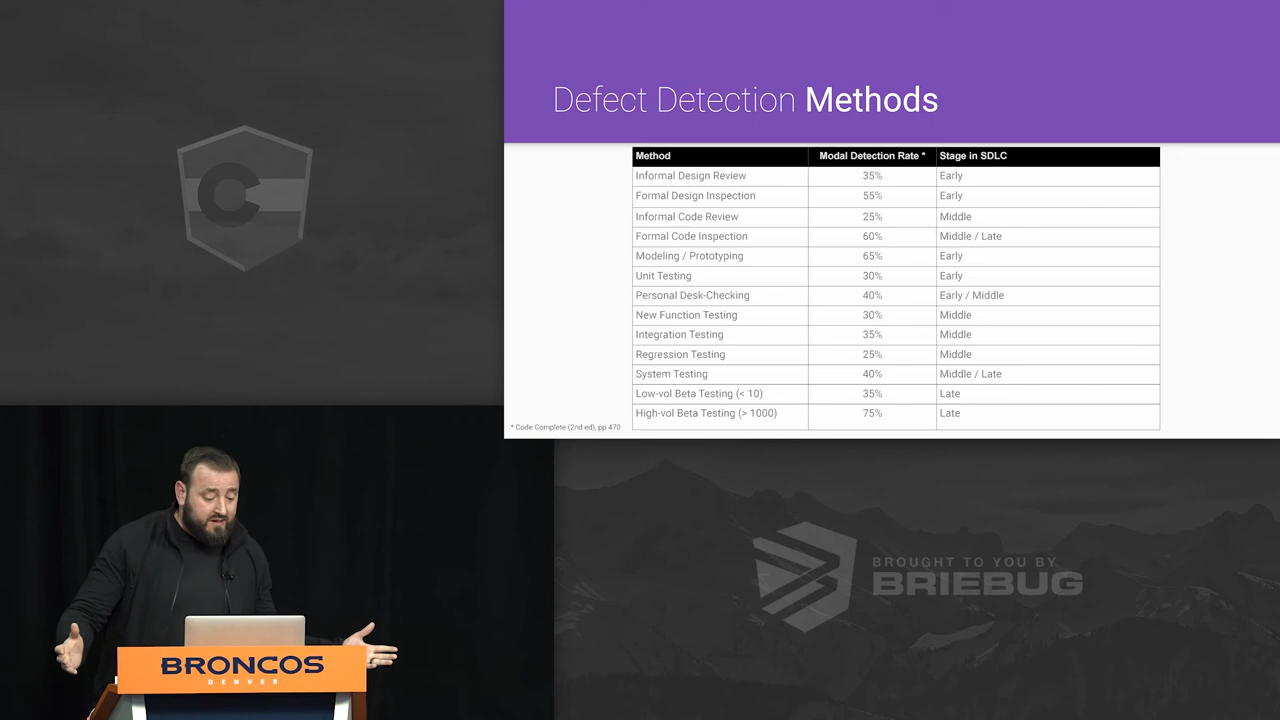 Defect Detection Methods
Method Modal Detection Rate * Stage in SDLC
Informal Design Review 35% Early
Formal Design Inspection 55% Early
Informal Code Review 25% Middle
Formal Code Inspection 60% Middle / Late
Modeling / Prototyping 65% Early
Unit Testing 30% Early
Personal Desk-Checking 40% Early / Middle
New Function Testing 30% Middle
Integration Testing 35% Middle
Regression Testing 25% Middle
System Testing 40% Middle / Late
Low-vol Beta Testing (< 10) 35% Late
High-vol Beta Testing (> 1000) 75% Late
* Code Complete (2nd ed), pp 470
C
BROUGHT TO YOU BY
BRIEBUG
BRONCOS
DENVER